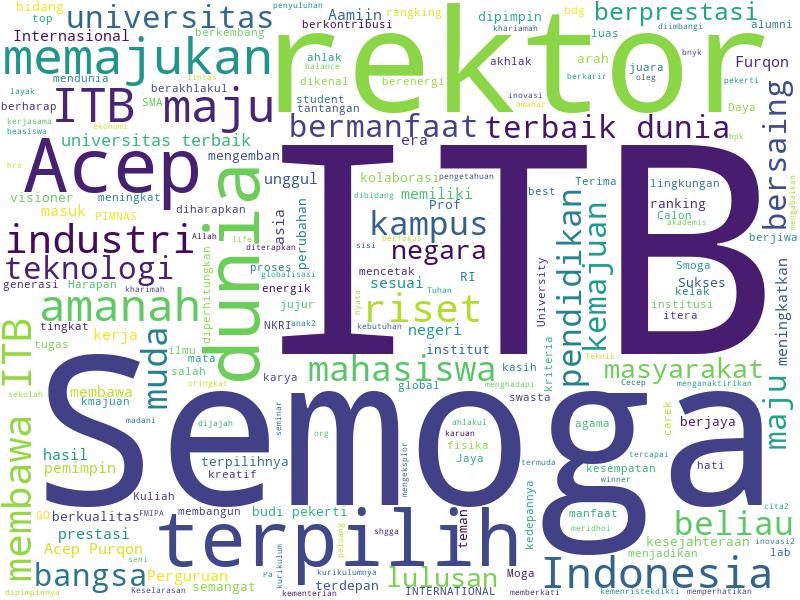 bidang
penyuluhan
Aamiin
rangking
bdg
berprestasi
top
universitas
berkontribusi
dipimpin
khariamah
diimbangi
alumni
Internasional
berkembang
rektor
luas
memajukan
mendunia
lintas
ahlak
balance
akhlak
arah
juara
bnyk
Furqon
layak
berakhlakul
dikenal
berenergi
berkarir
oleg
pekerti
berharap
ITB
SMA
maju
student
tantangan
inovasi
amanat
Daya
kerjasama
beasiswa
ekonomi
bermanfaat
terbaik dunia
bpk
universitas terbaik
era
hrs
Acep
mengemban
unggul
kolaborasi
pengetahuan
ITB
bersaing
visioner
meningkat
dibidang
memiliki
best
Terima
lingkungan
masuk
PIMNAS
diharapkan
Prof
ranking
Calon
mengabaikan
asia
perubahan
kampus
akademis
industri
Allah
life
diterapkan
sisi
berfokus
negara
berjiwa
teknologi
dunia
proses
globalisasi
mencetak
Smoga
generasi
Harapan
kharimah
diperhitungkan
energik
sesuai
RI
Tuhan
University
pendidikan
kemajuan
Sukses
kelak
institusi
amanah
jujur
nyata
riset
itera
meningkatkan
tingkat
kerja
muda
NKRI
anak2
kebutuhan
negeri
tugas
ilmu
mata
institut
kriteria
Teknik
membawa ITB
salah
mahasiswa
kasih
masyarakat
maju
sekolah
membawa
oringkas
karya
global
menghadapi
swasta
Cecep
menganaktirikan
kmajuan
Semoga
madani
dijajah
seminar
org
ahlakul
karuan
agama
carek
berjaya
hasil
terpilihnya
mengeksplor
fisika
Jaya
tercapai
pemimpin
kreatif
termuda
kesempatan
winner
hati
Kuliah
GO
berkualitas
FMIPA
membangun
budi pekerti
teman
kedepannya
manfaat
meridhoi
cita2
prestasi
terpilih
shgga
beliau
Acep Purqon
seni
peluang
kesejahteraan
inovasi2
bangsa
Perguruan
Pa
kurikulum
kurikulumnya
lulusan
Moga
Indonesia
menjadikan
lab
dipimpinnya
Keselarasan
semangat
kementerian
terdepan
INTERNATIONAL
memberkati
kemenristekdikti
memperhatikan